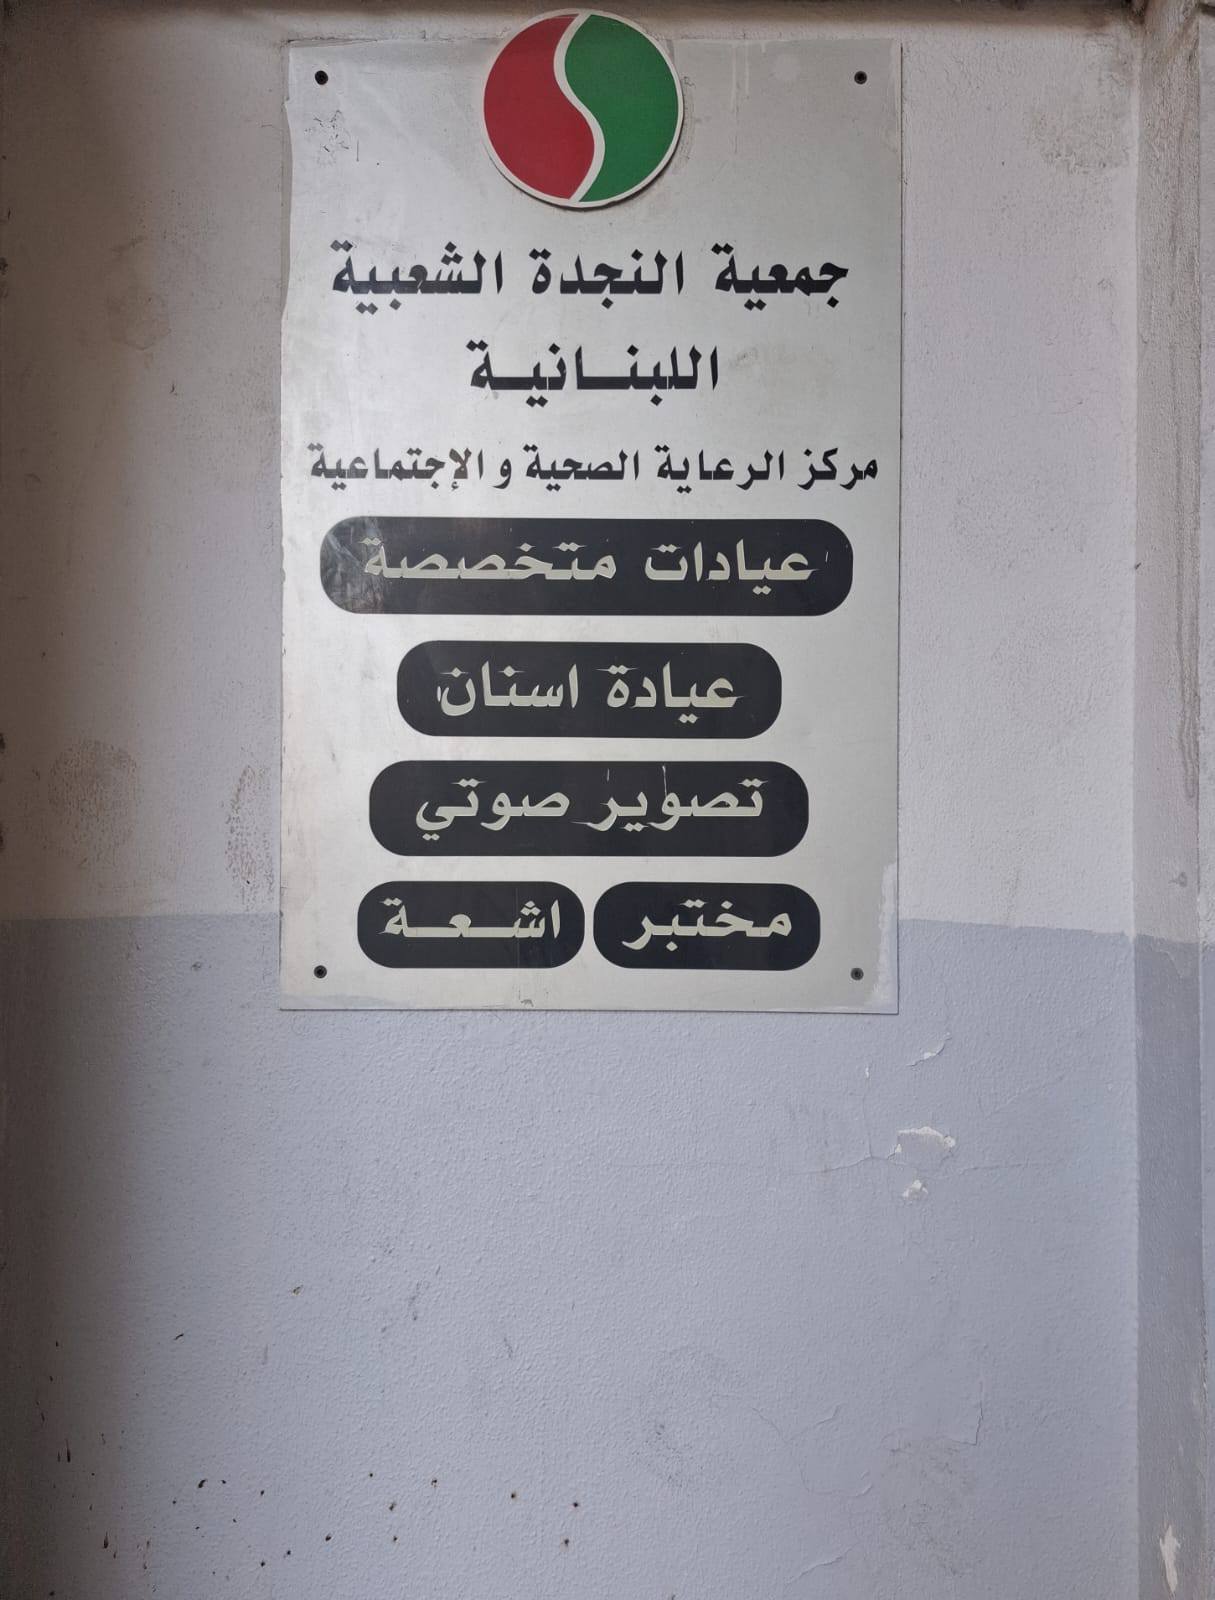 جمعية النجدة الشعبية
اللبنانية
مركز الرعاية الصحية و الإجتماعية
عيادات متخصصة
عيادة اسنان
تصوير صوتي
مختبر اشعة